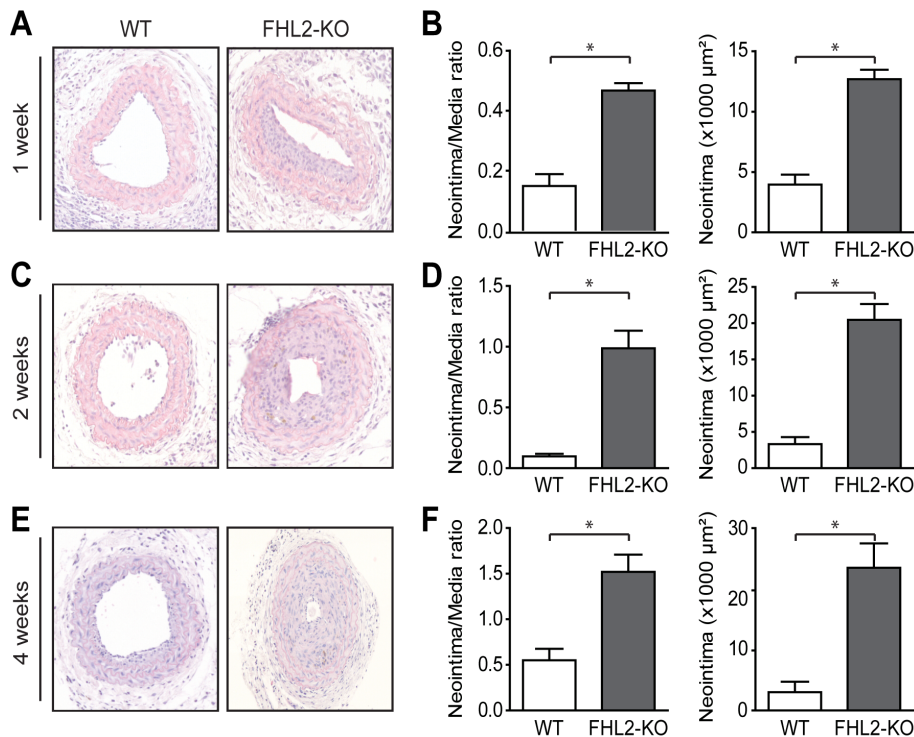 A
WT
FHL2-KO
1 week
B
Neointima/Media ratio
0.6
0.4
0.2
0.0
*
WT
FHL2-KO
Neointima (x1000 µm²)
15
10
5
0
*
WT
FHL2-KO
C
2 weeks
D
Neointima/Media ratio
1.5
1.0
0.5
0.0
*
WT
FHL2-KO
Neointima (x1000 µm²)
25
20
15
10
5
0
*
WT
FHL2-KO
E
4 weeks
F
Neointima/Media ratio
2.0
1.5
1.0
0.5
0.0
*
WT
FHL2-KO
Neointima (x1000 µm²)
30
20
10
0
*
WT
FHL2-KO